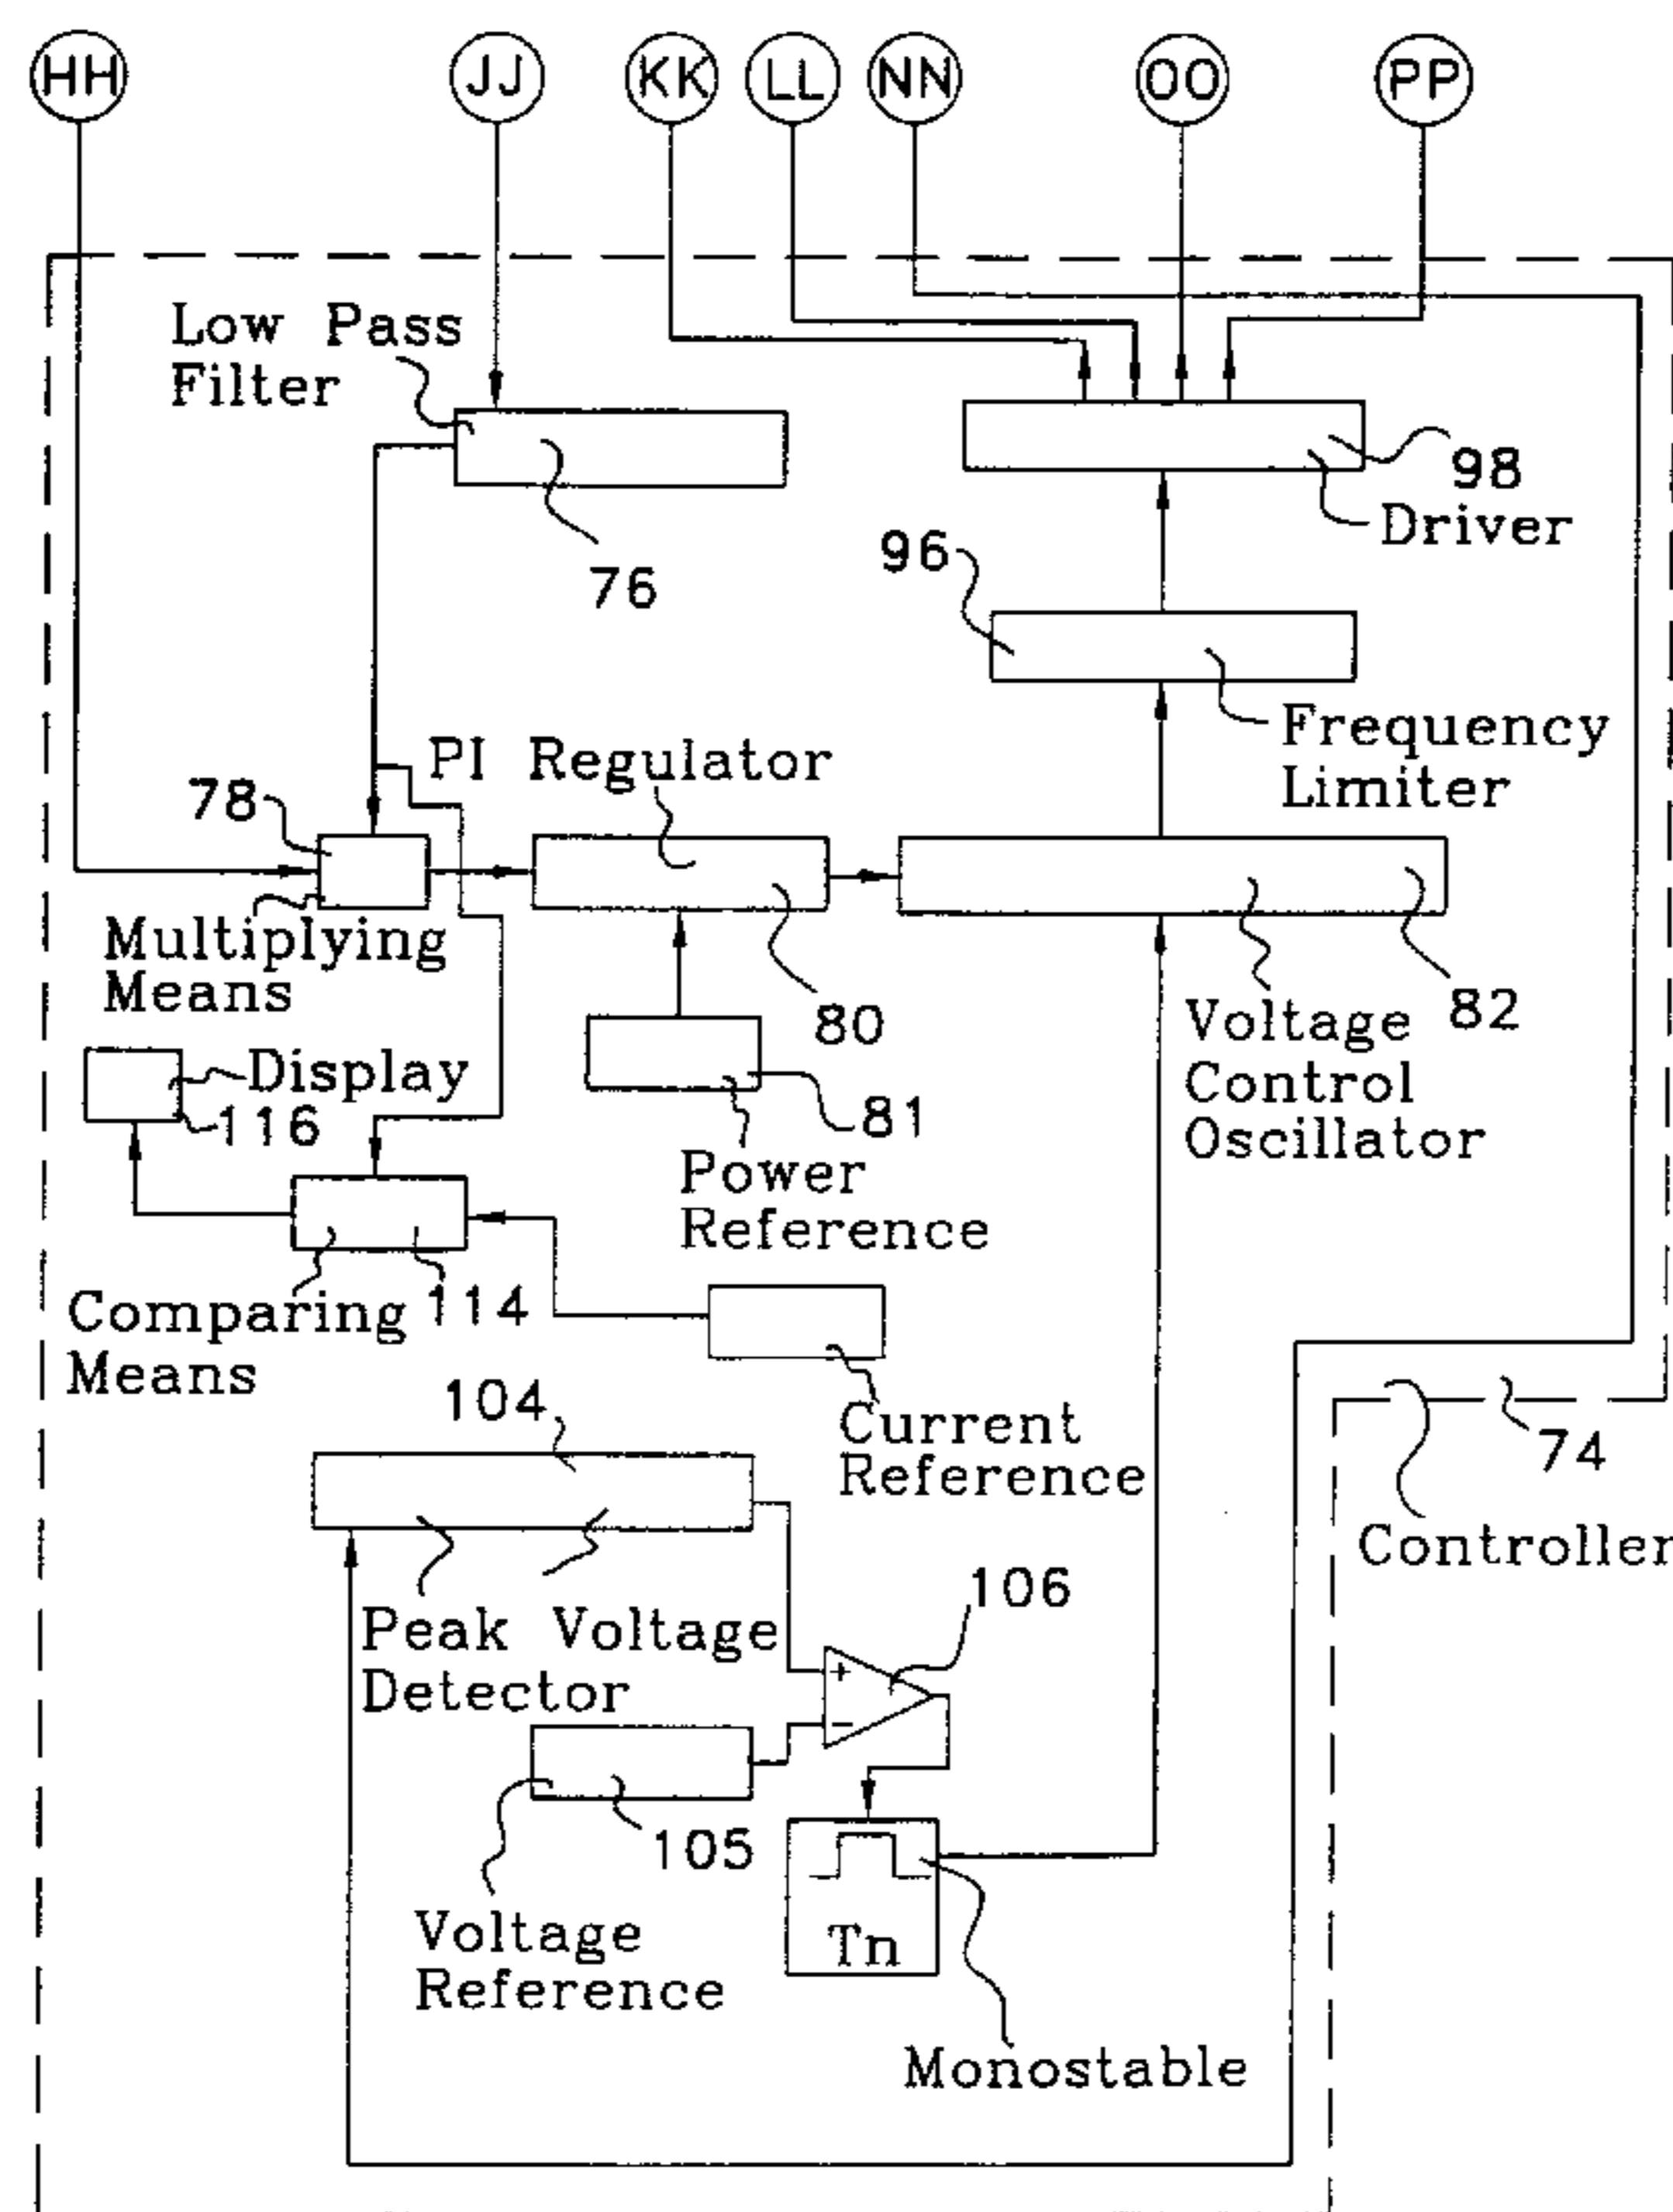 HH JJ KK LL NN OO PP
Low Pass
Filter
76
98
Driver
96
Frequency
Limiter
PI Regulator
78
Multiplying
Means
80
82
Voltage
Control
Oscillator
Display
116
81
Power
Reference
Comparing
Means
114
Current
Reference
74
Controller
104
Peak Voltage
Detector
106
+
−
105
Voltage
Reference
Tn
Monostable